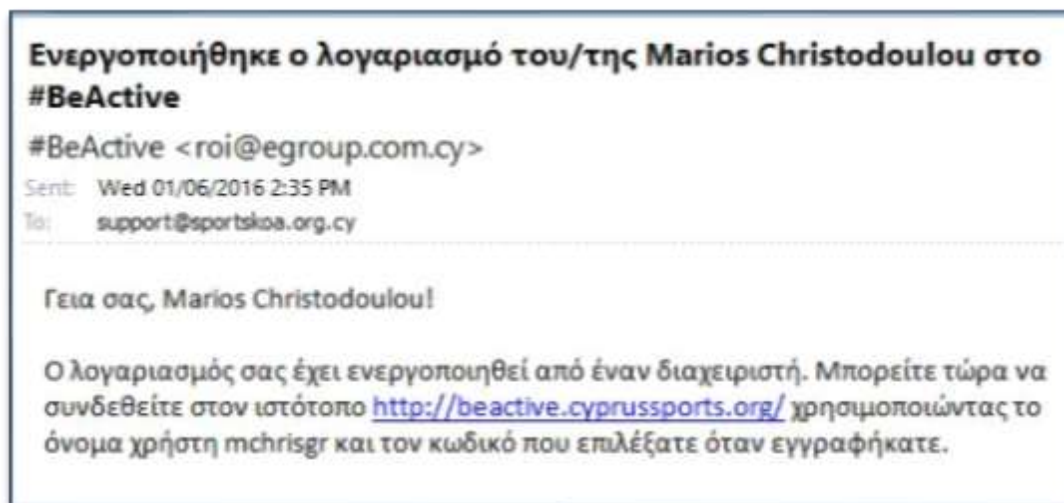 Ενεργοποιήθηκε ο λογαριασμό του/της Marios Christodoulou στο
#BeActive
#BeActive <roi@egroup.com.cy>
Sent: Wed 01/06/2016 2:35 PM
To: support@sportskoa.org.cy
Γεια σας, Marios Christodoulou!
Ο λογαριασμός σας έχει ενεργοποιηθεί από έναν διαχειριστή. Μπορείτε τώρα να
συνδεθείτε στον ιστότοπο http://beactive.cyprussports.org/ χρησιμοποιώντας το
όνομα χρήστη mchrisgr και τον κωδικό που επιλέξατε όταν εγγραφήκατε.